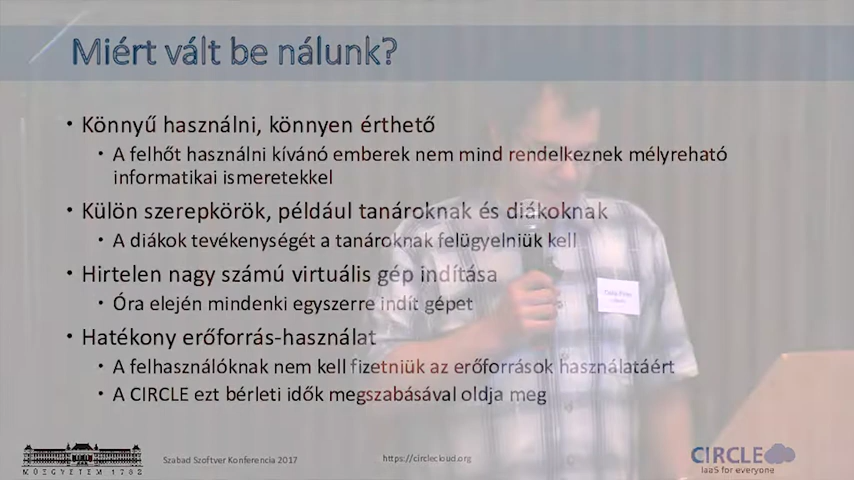 Miért vált be nálunk?
• Könnyű használni, könnyen érthető
• A felhőt használni kívánó emberek nem mind rendelkeznek mélyreható
informatikai ismeretekkel
• Külön szerepkörök, például tanároknak és diákoknak
• A diákok tevékenységét a tanároknak felügyelniük kell
• Hirtelen nagy számú virtuális gép indítása
• Óra elején mindenki egyszerre indít gépet
• Hatékony erőforrás-használat
• A felhasználóknak nem kell fizetniük az erőforrások használatáért
• A CIRCLE ezt bérleti idők megszabásával oldja meg
MŰEGYETEM 1782
Szabad Szoftver Konferencia 2017
https://circlecloud.org
CIRCLE
IaaS for everyone